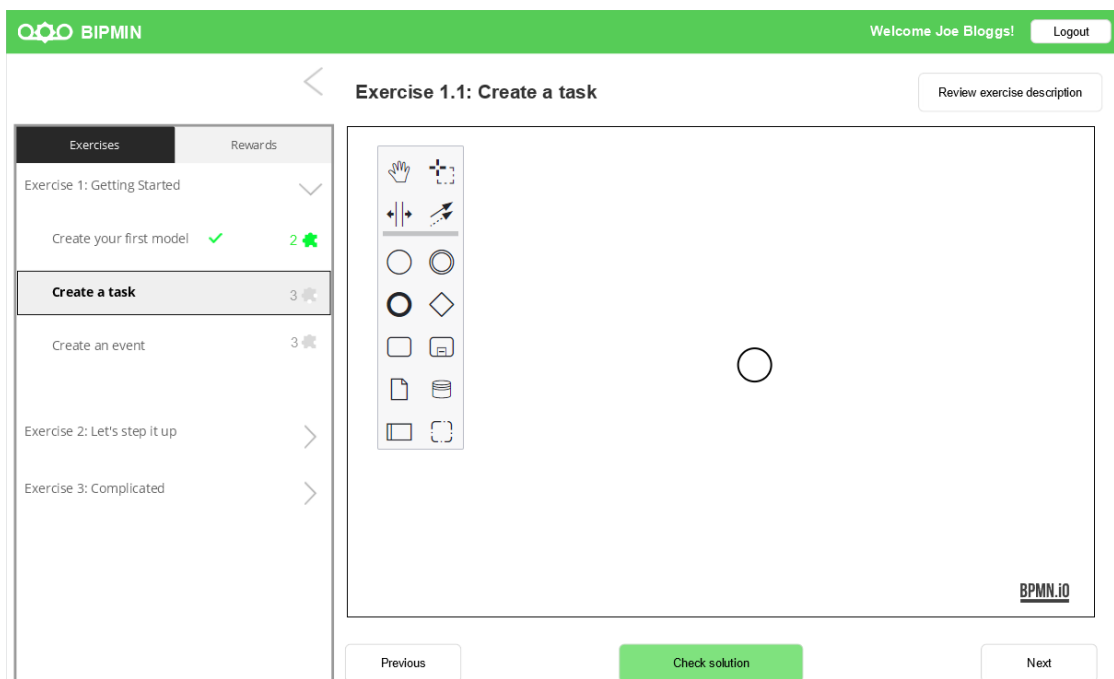 BIPMIN
Welcome Joe Bloggs!
Logout
Exercise 1.1: Create a task
Review exercise description
Exercises
Rewards
Exercise 1: Getting Started
Create your first model
2
Create a task
3
Create an event
3
Exercise 2: Let's step it up
Exercise 3: Complicated
BPMN.iO
Previous
Check solution
Next